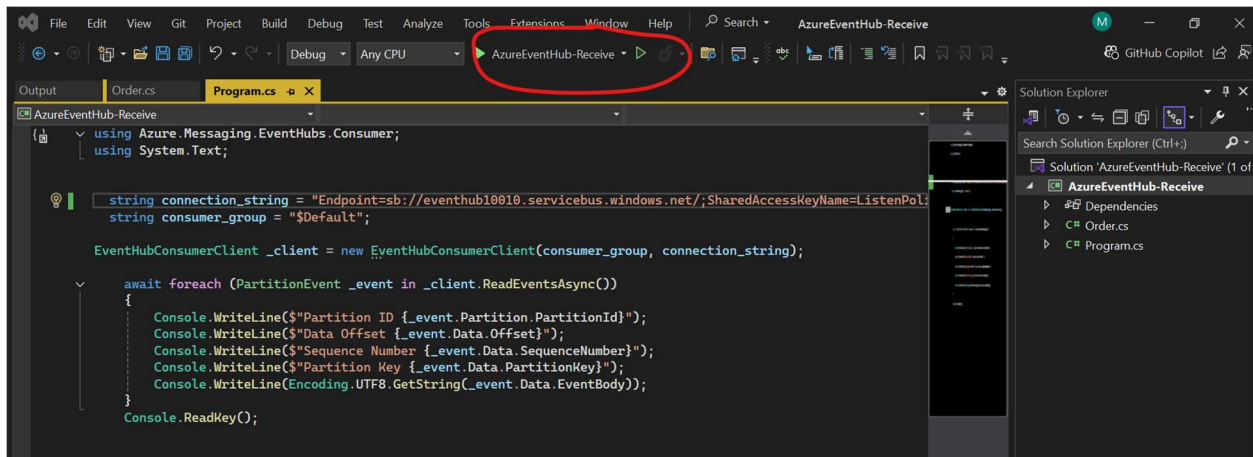 File Edit View Git Project Build Debug Test Analyze Tools Extensions Window Help Search AzureEventHub-Receive M
Debug Any CPU AzureEventHub-Receive abc GitHub Copilot
Output Order.cs Program.cs Solution Explorer
C# AzureEventHub-Receive
Search Solution Explorer (Ctrl+;)
Solution 'AzureEventHub-Receive' (1 of
C# AzureEventHub-Receive
Dependencies
C# Order.cs
C# Program.cs
using Azure.Messaging.EventHubs.Consumer;
using System.Text;
string connection_string = "Endpoint=sb://eventhub10010.servicebus.windows.net/;SharedAccessKeyName=ListenPoli
string consumer_group = "$Default";
EventHubConsumerClient _client = new EventHubConsumerClient(consumer_group, connection_string);
await foreach (PartitionEvent _event in _client.ReadEventsAsync())
{
Console.WriteLine($"Partition ID {_event.Partition.PartitionId}");
Console.WriteLine($"Data Offset {_event.Data.Offset}");
Console.WriteLine($"Sequence Number {_event.Data.SequenceNumber}");
Console.WriteLine($"Partition Key {_event.Data.PartitionKey}");
Console.WriteLine(Encoding.UTF8.GetString(_event.Data.EventBody));
}
Console.ReadKey();